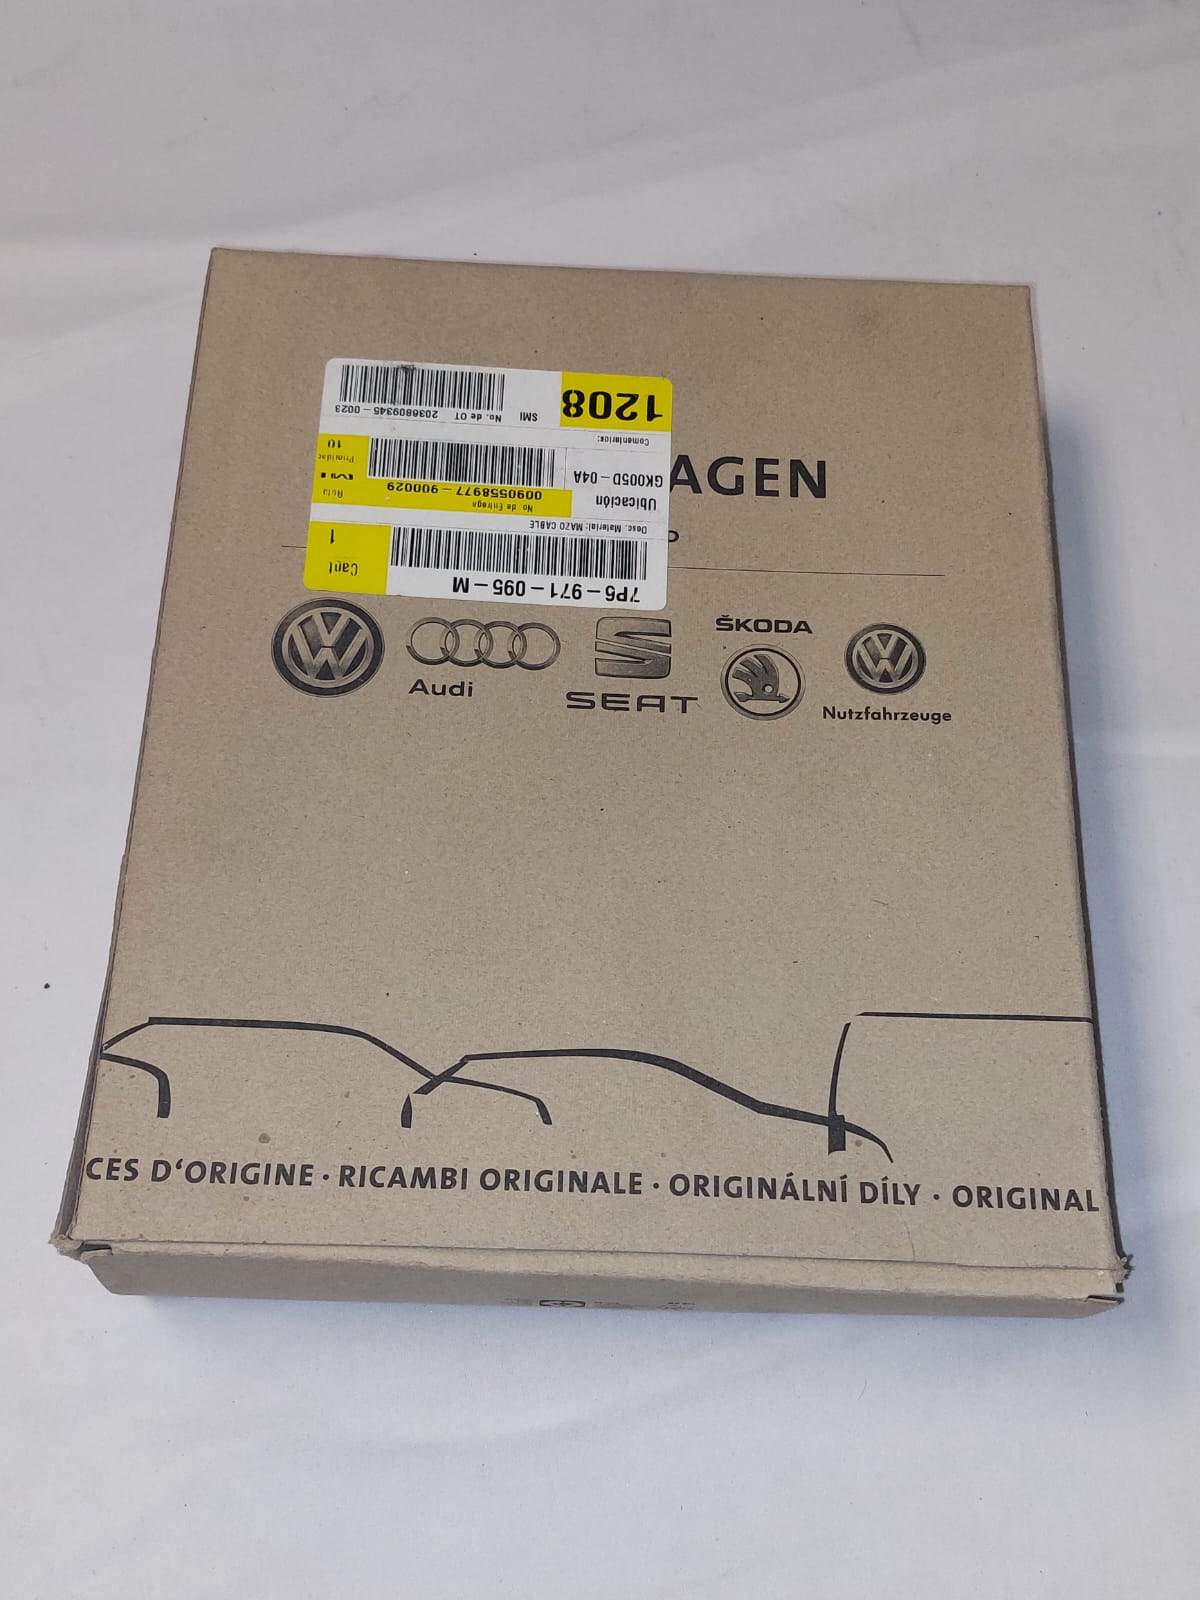 7P6-971-095-M
Cant
1
Desc. Material: MAZO CABLE
Ubicación
GK005D-04A
No. de Entrega
0090558977-900029
Ruta
Prioridad
10
Comentarios:
1208
SMI
No. de OT
2036809345-0023
AGEN
P
Audi
SEAT
ŠKODA
Nutzfahrzeuge
CES D‘ORIGINE · RICAMBI ORIGINALE · ORIGINÁLNÍ DÍLY · ORIGINAL